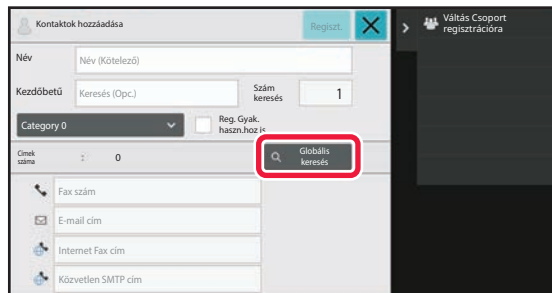 Kontaktok hozzáadása
Regiszt.
Váltás Csoport
regisztrációra
Név
Név (Kötelező)
Kezdőbetű
Keresés (Opc.)
Szám
keresés
1
Category 0
Reg. Gyak.
haszn.hoz is
Címek
száma
: 0
Globális
keresés
Fax szám
E-mail cím
Internet Fax cím
Közvetlen SMTP cím